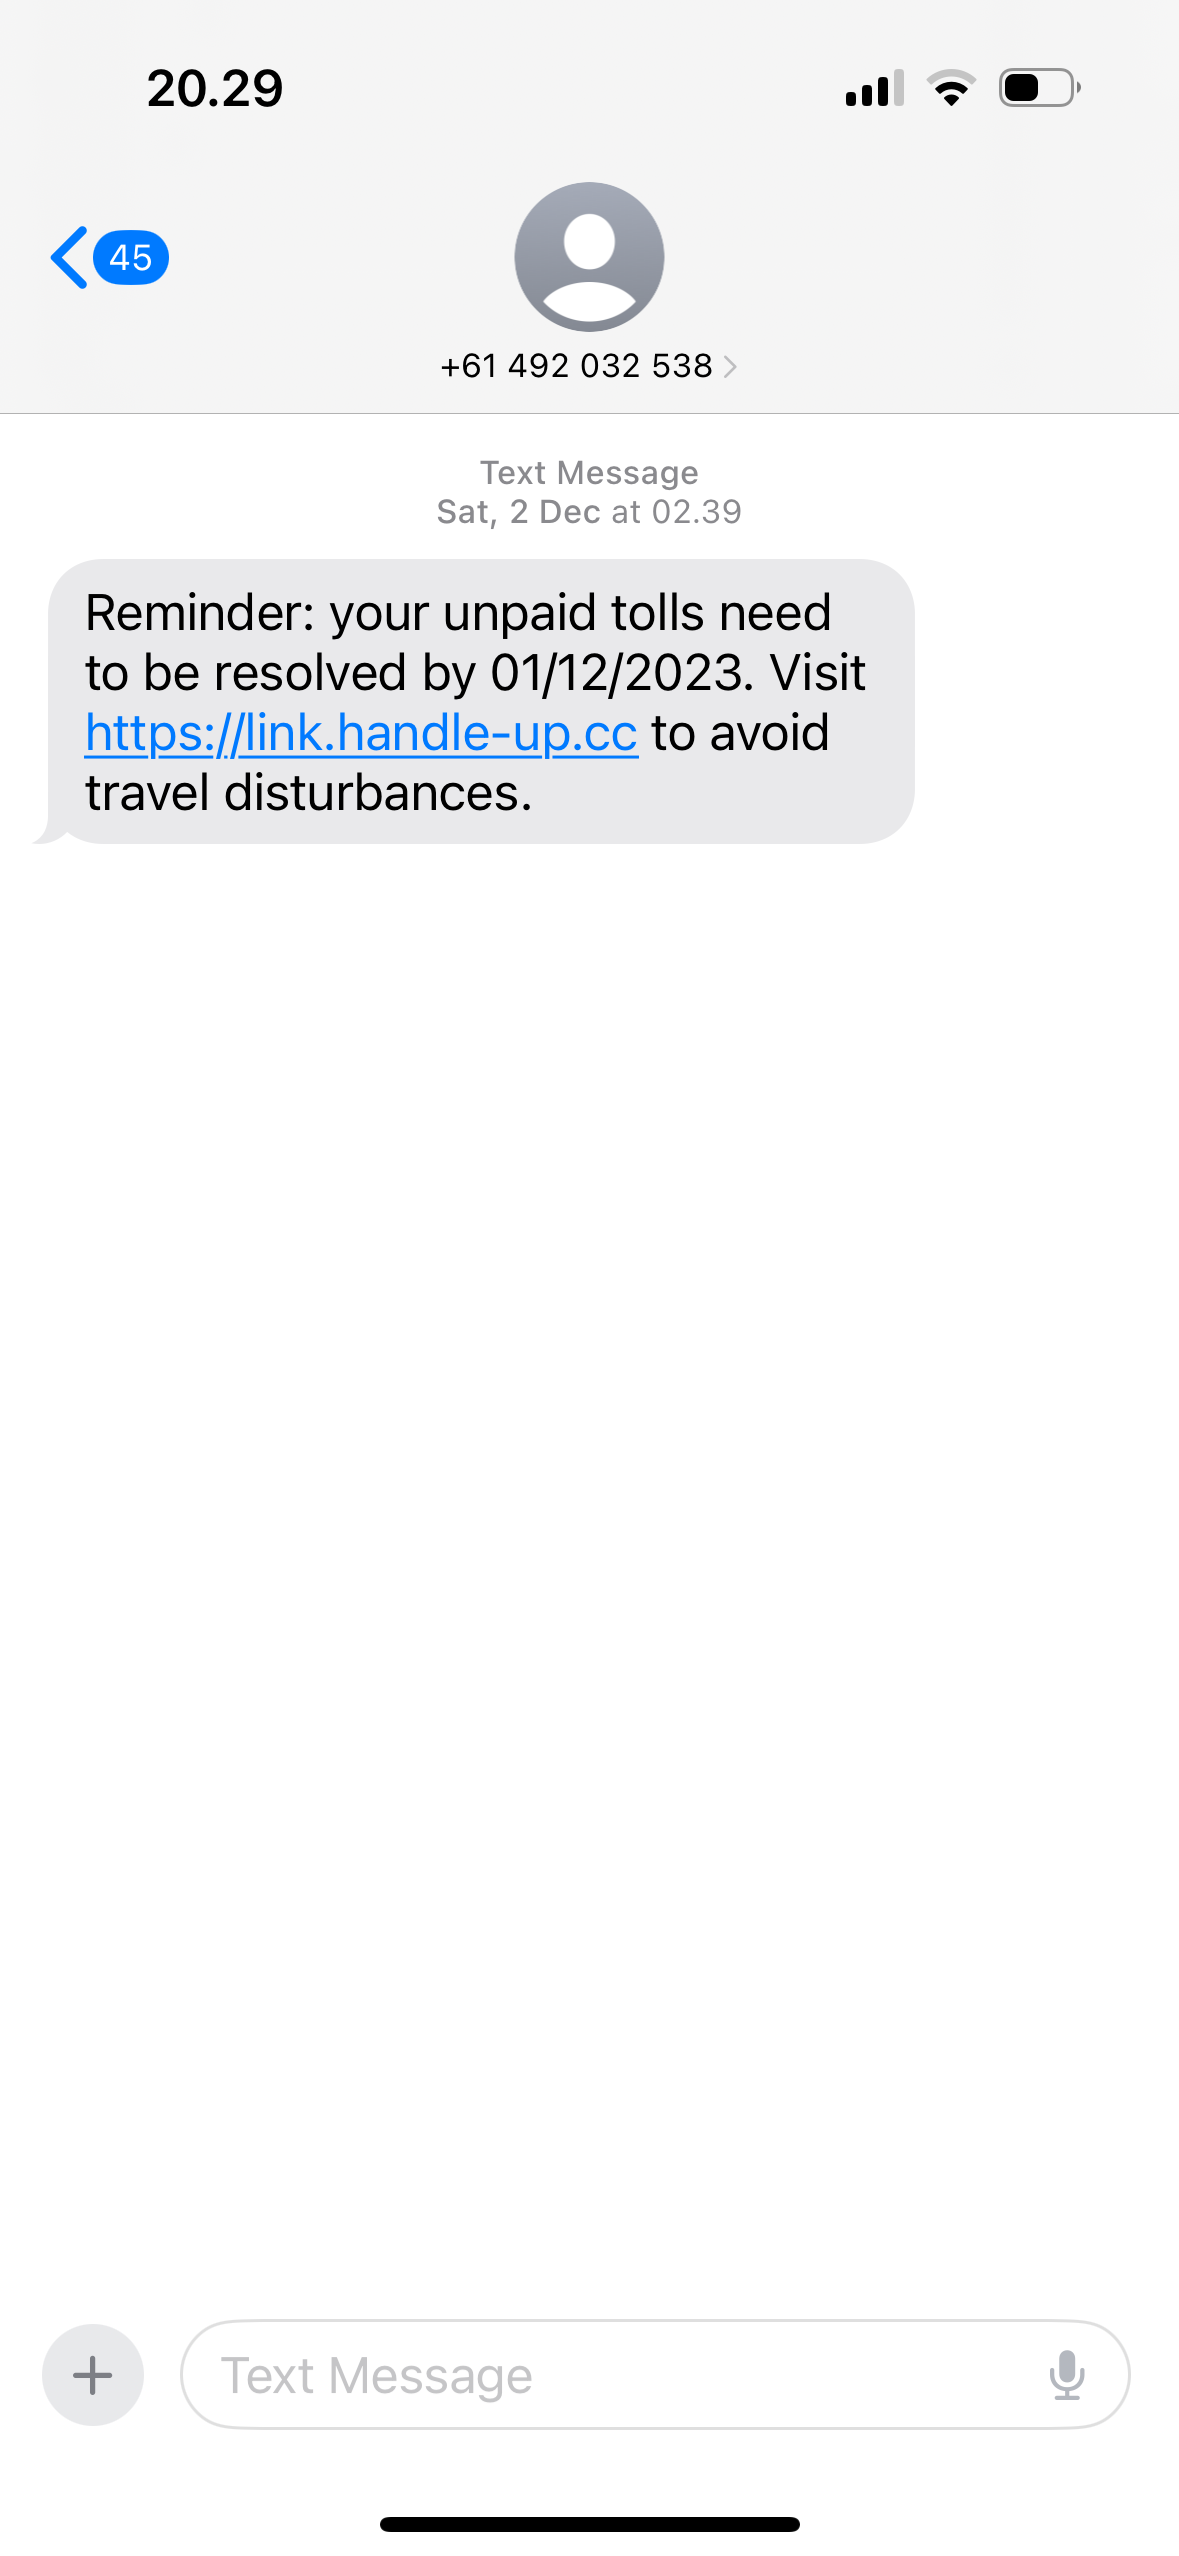 20.29
45
+61 492 032 538
Text Message
Sat, 2 Dec at 02.39
Reminder: your unpaid tolls need
to be resolved by 01/12/2023. Visit
https://link.handle-up.cc to avoid
travel disturbances.
Text Message